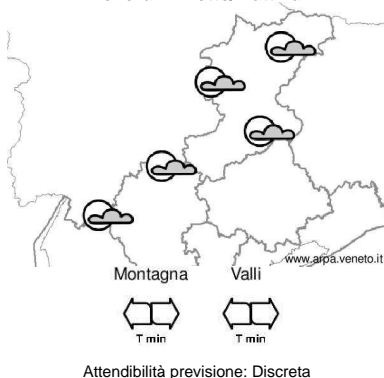 www.arpa.veneto.it
Montagna Valli
T min T min
Attendibilità previsione: Discreta